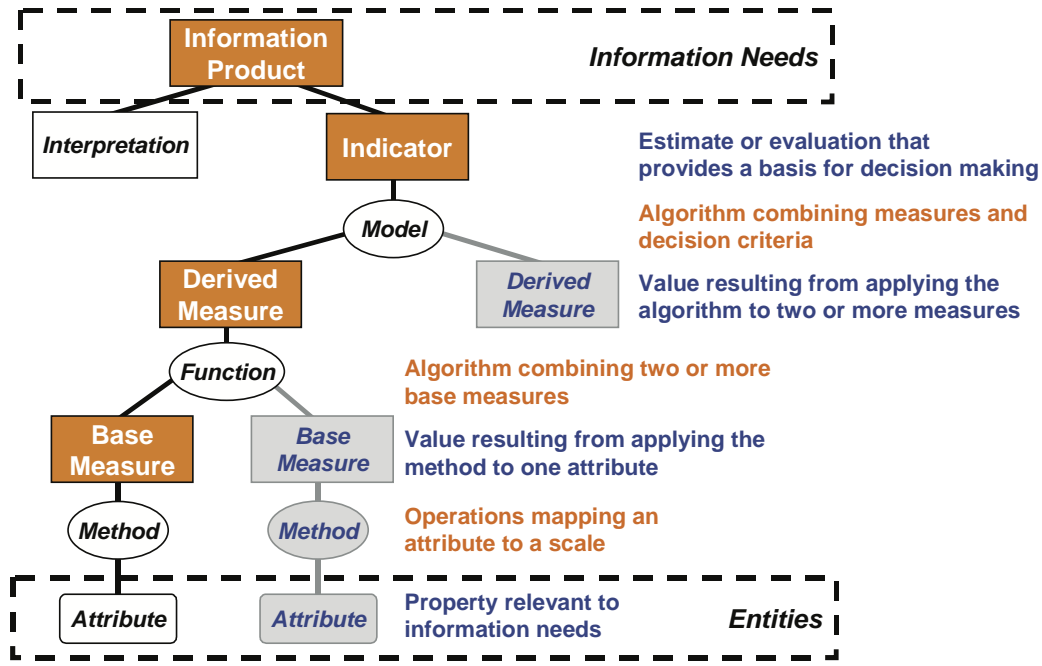 Information
Product
Information Needs
Interpretation
Indicator
Estimate or evaluation that
provides a basis for decision making
Model
Algorithm combining measures and
decision criteria
Derived
Measure
Derived
Measure
Value resulting from applying the
algorithm to two or more measures
Function
Algorithm combining two or more
base measures
Base
Measure
Base
Measure
Value resulting from applying the
method to one attribute
Method
Method
Operations mapping an
attribute to a scale
Attribute
Attribute
Property relevant to
information needs
Entities